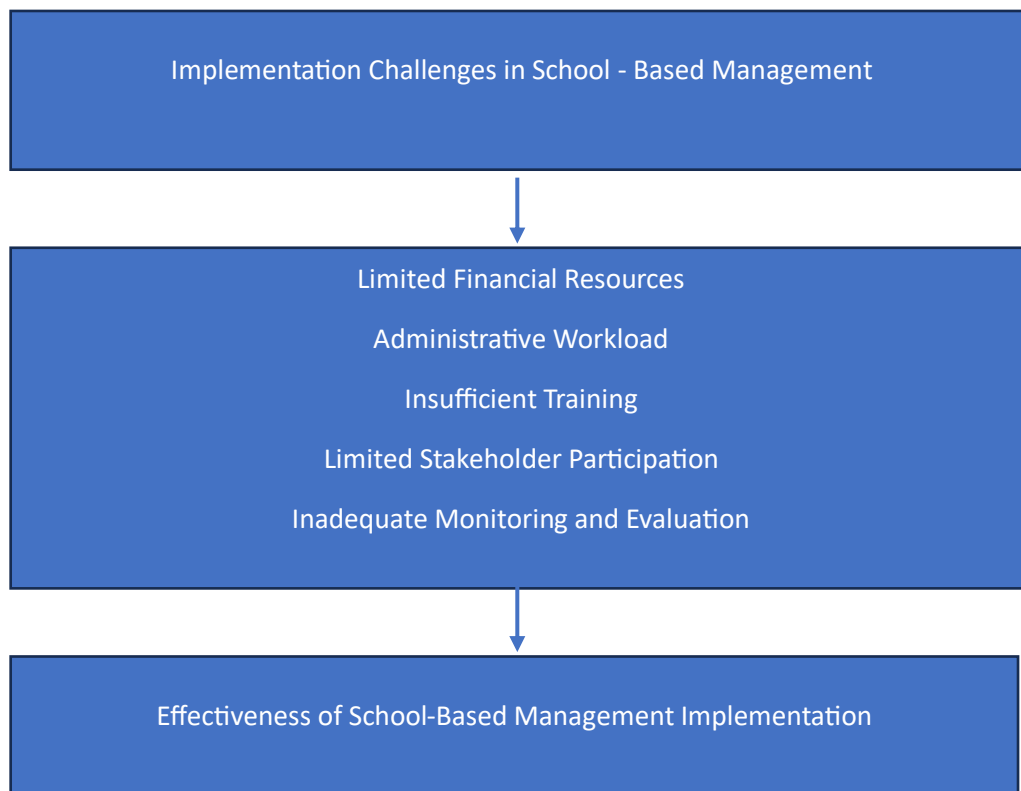 Implementation Challenges in School - Based Management
Limited Financial Resources
Administrative Workload
Insufficient Training
Limited Stakeholder Participation
Inadequate Monitoring and Evaluation
Effectiveness of School-Based Management Implementation